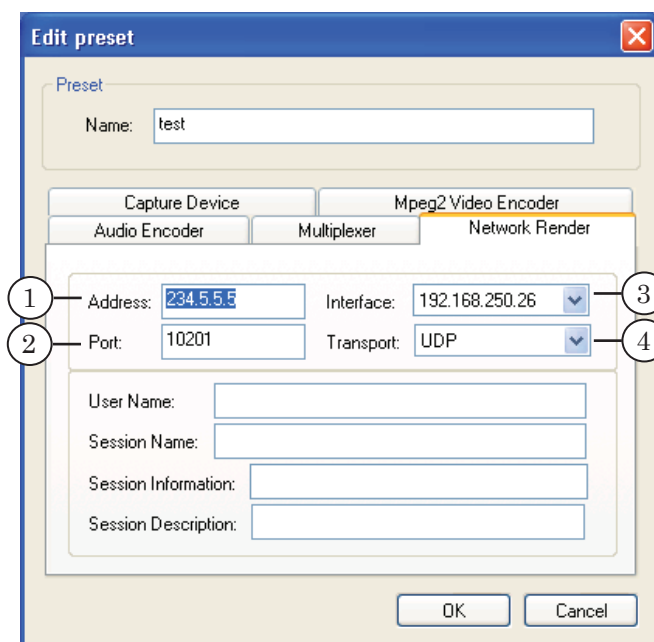 Edit preset
Preset
Name: test
Capture Device Mpeg2 Video Encoder
Audio Encoder Multiplexer Network Render
1 Address: 234.5.5.5 Interface: 192.168.250.26 3
2 Port: 10201 Transport: UDP 4
User Name:
Session Name:
Session Information:
Session Description:
OK Cancel